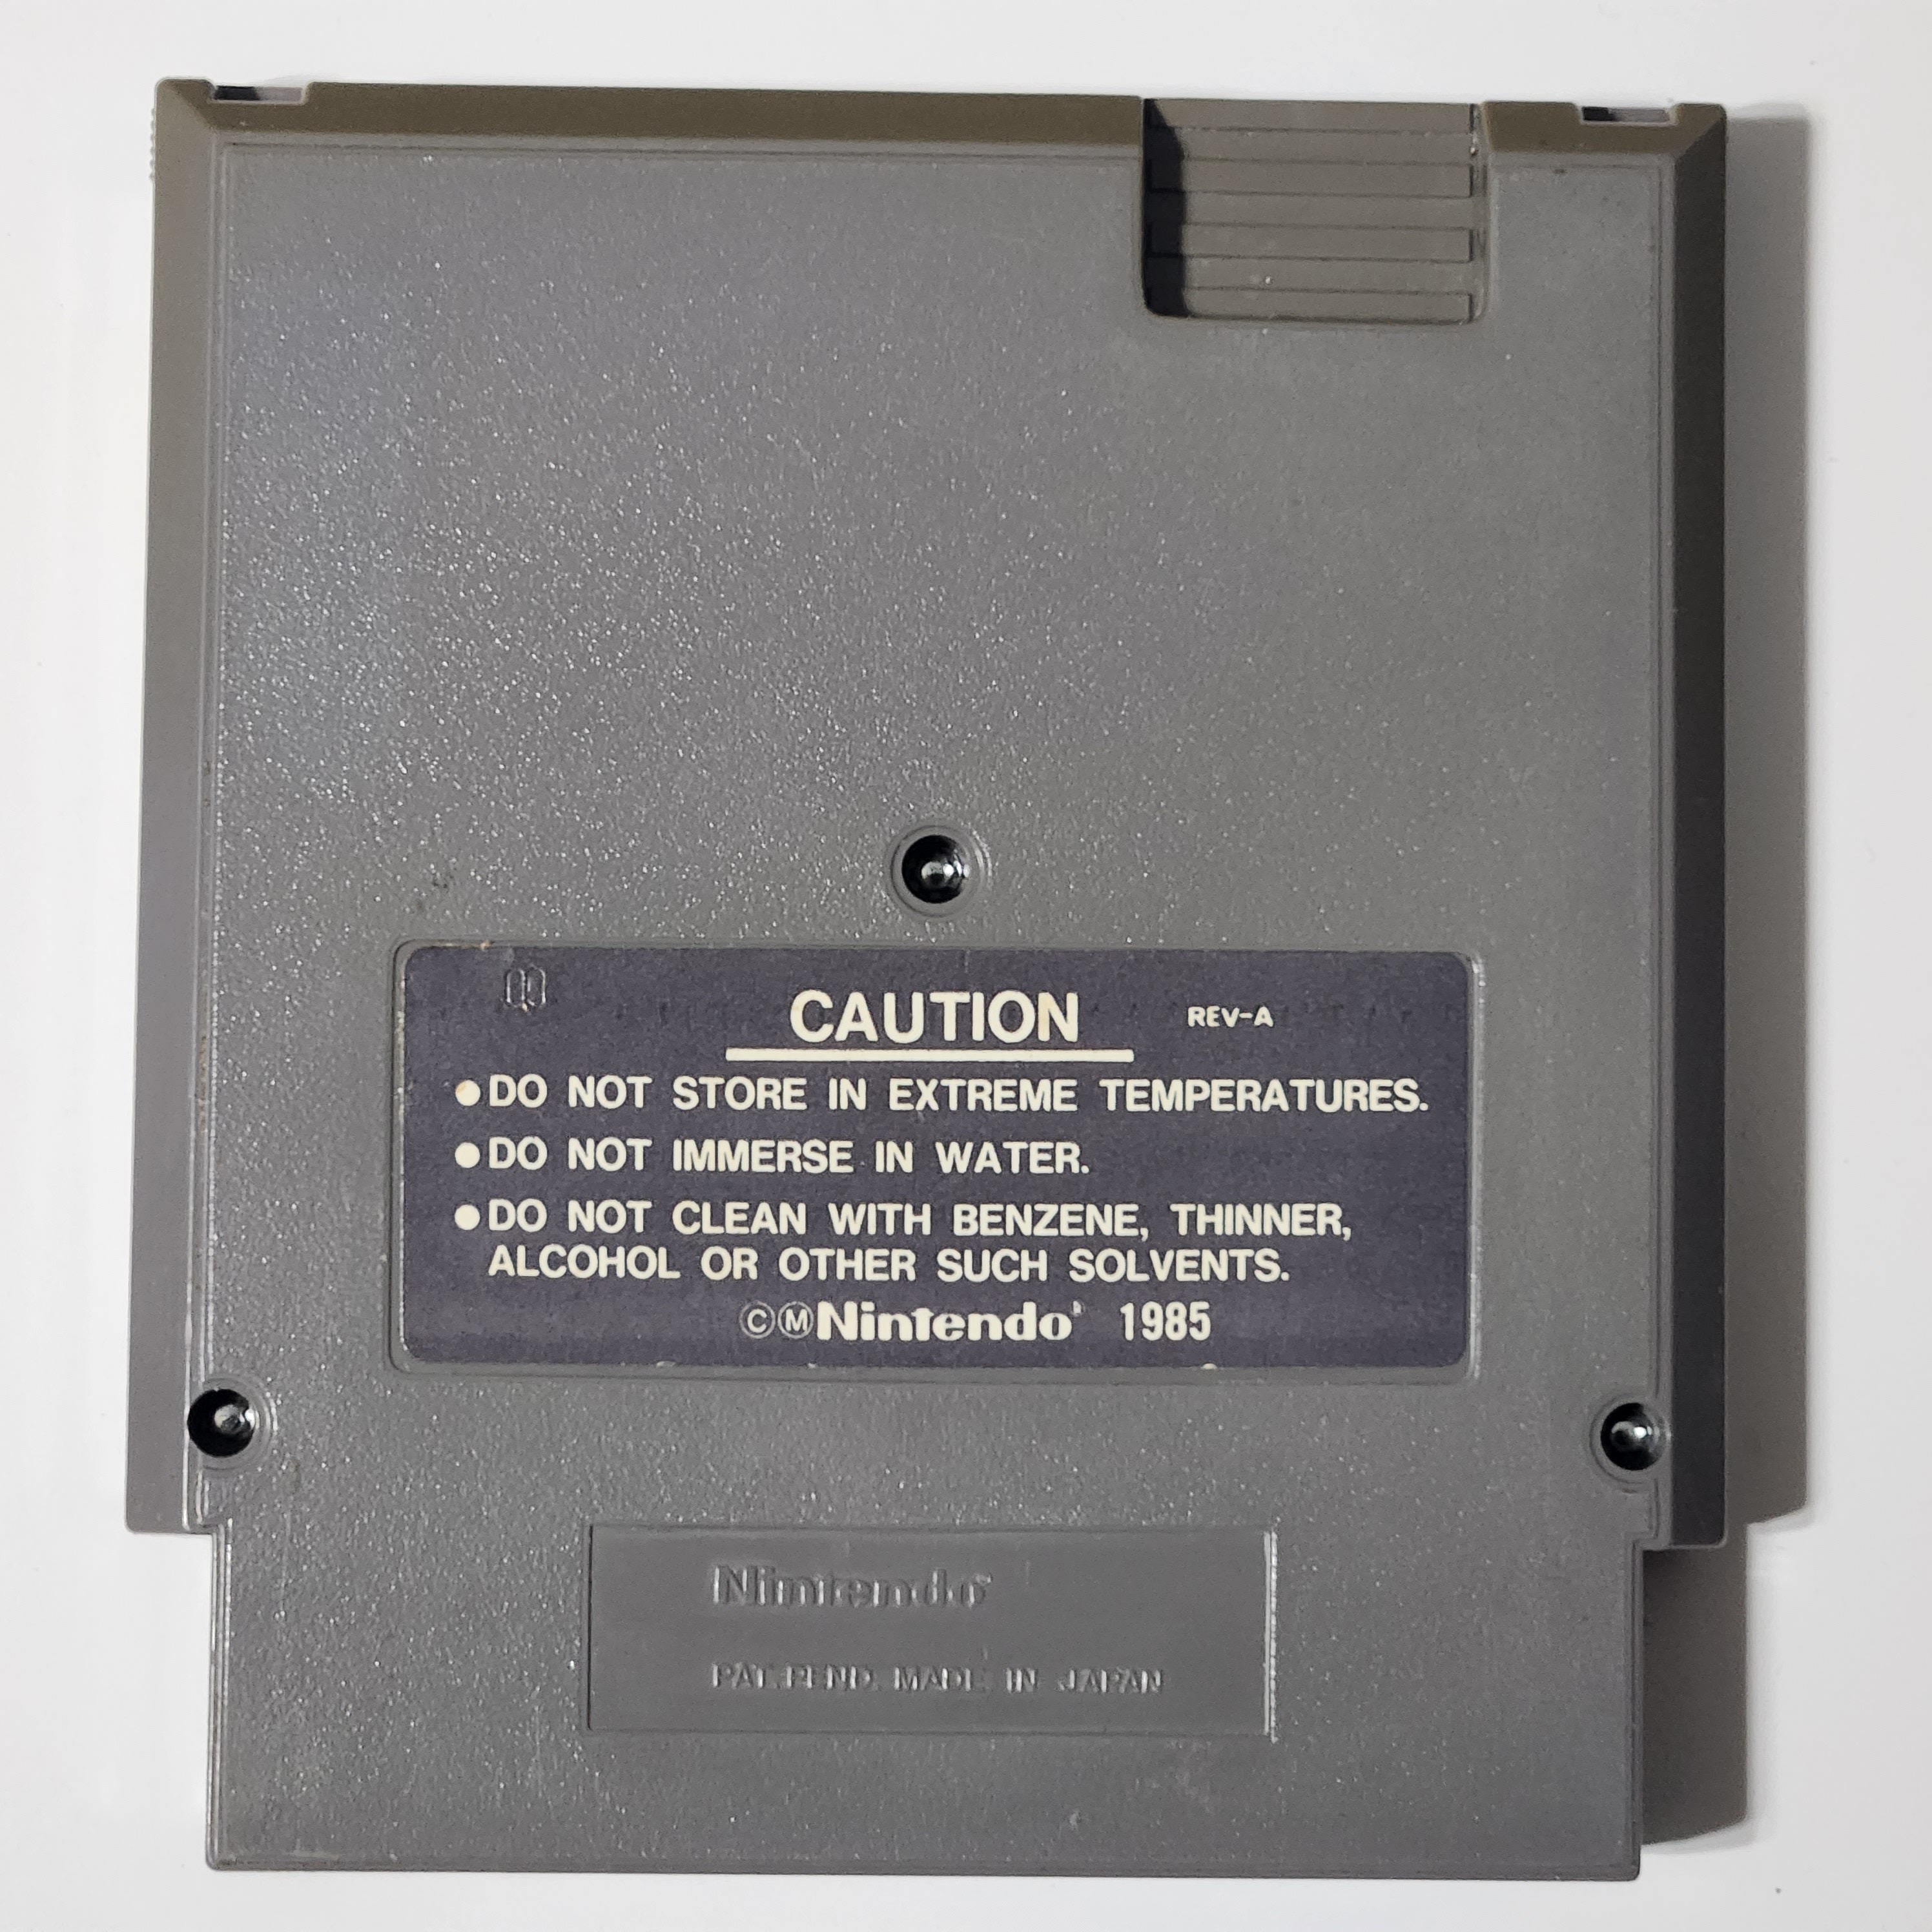 CAUTION REV-A
●DO NOT STORE IN EXTREME TEMPERATURES.
●DO NOT IMMERSE IN WATER.
●DO NOT CLEAN WITH BENZENE, THINNER,
ALCOHOL OR OTHER SUCH SOLVENTS.
ⒸⓂNintendo® 1985
Nintendo®
PAT.PEND. MADE IN JAPAN